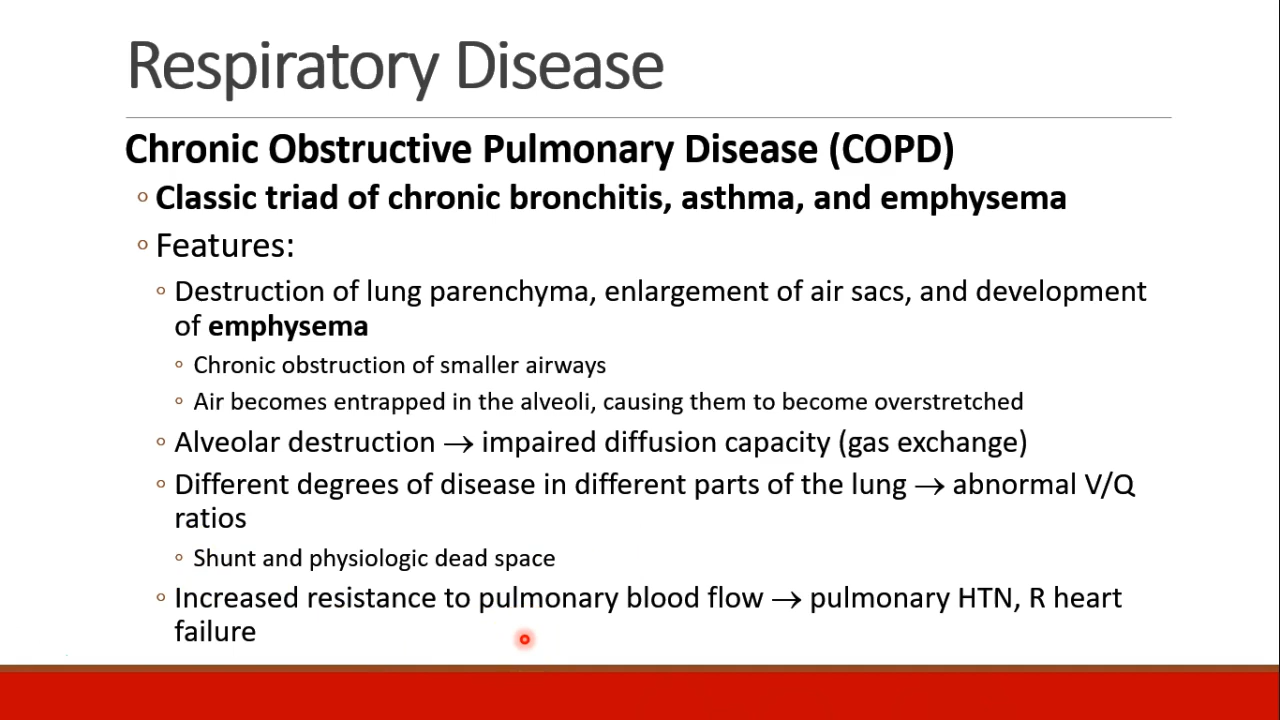 Respiratory Disease
Chronic Obstructive Pulmonary Disease (COPD)
◦ Classic triad of chronic bronchitis, asthma, and emphysema
◦ Features:
◦ Destruction of lung parenchyma, enlargement of air sacs, and development
of emphysema
◦ Chronic obstruction of smaller airways
◦ Air becomes entrapped in the alveoli, causing them to become overstretched
◦ Alveolar destruction → impaired diffusion capacity (gas exchange)
◦ Different degrees of disease in different parts of the lung → abnormal V/Q
ratios
◦ Shunt and physiologic dead space
◦ Increased resistance to pulmonary blood flow → pulmonary HTN, R heart
failure